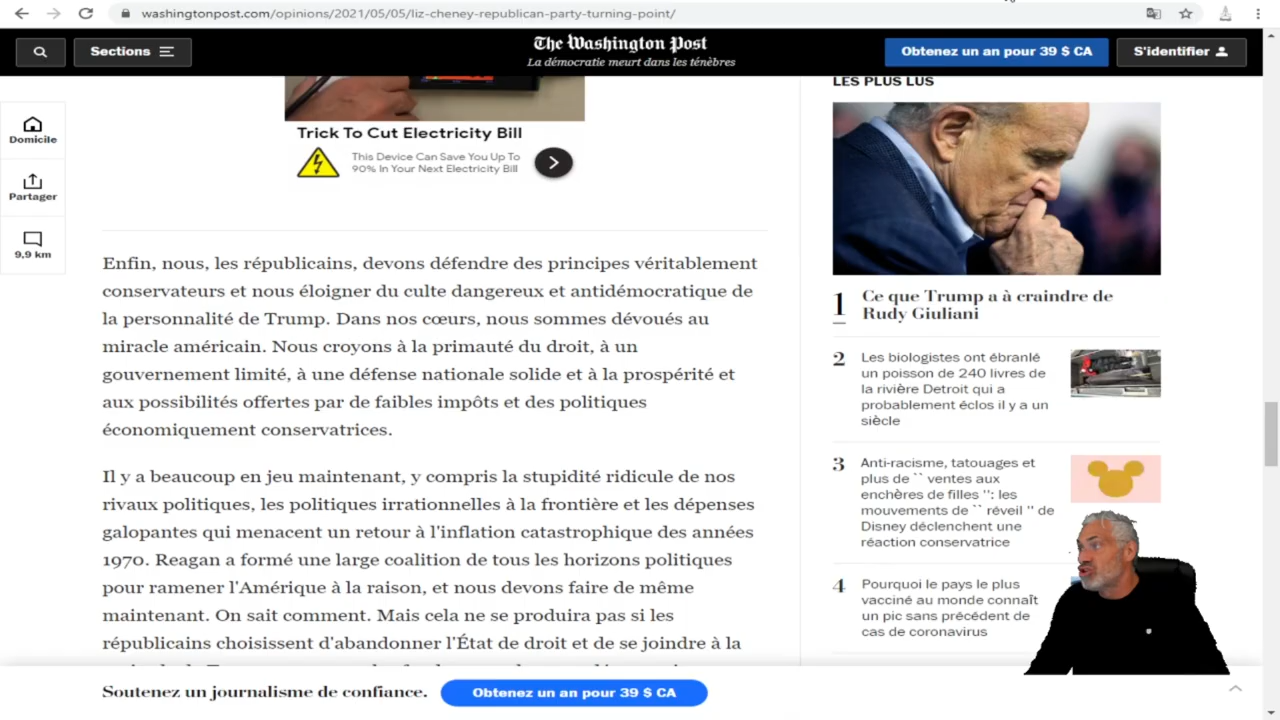 washingtonpost.com/opinions/2021/05/05/liz-cheney-republican-party-turning-point/
Sections
The Washington Post
La démocratie meurt dans les ténèbres
Obtenez un an pour 39 $ CA
S'identifier
Domicile
Partager
9,9 km
Trick To Cut Electricity Bill
This Device Can Save You Up To
90% In Your Next Electricity Bill
Enfin, nous, les républicains, devons défendre des principes véritablement
conservateurs et nous éloigner du culte dangereux et antidémocratique de
la personnalité de Trump. Dans nos cœurs, nous sommes dévoués au
miracle américain. Nous croyons à la primauté du droit, à un
gouvernement limité, à une défense nationale solide et à la prospérité et
aux possibilités offertes par de faibles impôts et des politiques
économiquement conservatrices.
Il y a beaucoup en jeu maintenant, y compris la stupidité ridicule de nos
rivaux politiques, les politiques irrationnelles à la frontière et les dépenses
galopantes qui menacent un retour à l'inflation catastrophique des années
1970. Reagan a formé une large coalition de tous les horizons politiques
pour ramener l'Amérique à la raison, et nous devons faire de même
maintenant. On sait comment. Mais cela ne se produira pas si les
républicains choisissent d'abandonner l'État de droit et de se joindre à la
LES PLUS LUS
1
Ce que Trump a à craindre de
Rudy Giuliani
2
Les biologistes ont ébranlé
un poisson de 240 livres de
la rivière Detroit qui a
probablement éclos il y a un
siècle
3
Anti-racisme, tatouages et
plus de `` ventes aux
enchères de filles '': les
mouvements de `` réveil '' de
Disney déclenchent une
réaction conservatrice
4
Pourquoi le pays le plus
vacciné au monde connaît
un pic sans précédent de
cas de coronavirus
Soutenez un journalisme de confiance.
Obtenez un an pour 39 $ CA